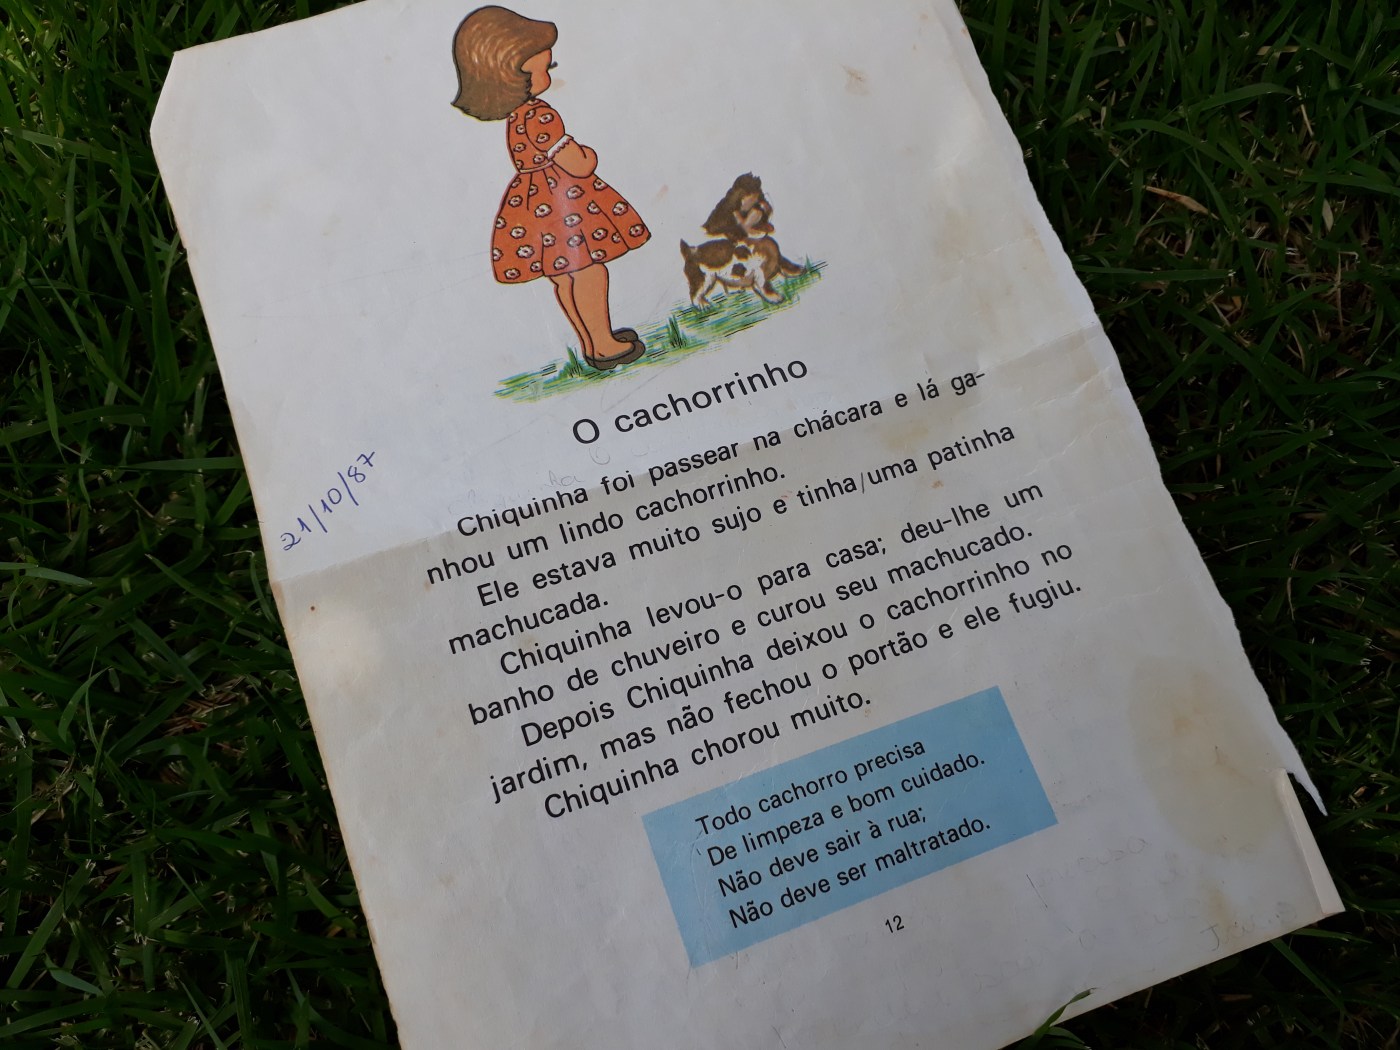 O cachorrinho
Chiquinha foi passear na chácara e lá ga-
nhou um lindo cachorrinho.
Ele estava muito sujo e tinha/uma patinha
machucada.
Chiquinha levou-o para casa; deu-lhe um
banho de chuveiro e curou seu machucado.
Depois Chiquinha deixou o cachorrinho no
jardim, mas não fechou o portão e ele fugiu.
Chiquinha chorou muito.
21/10/87
Todo cachorro precisa
De limpeza e bom cuidado.
Não deve sair à rua;
Não deve ser maltratado.
12